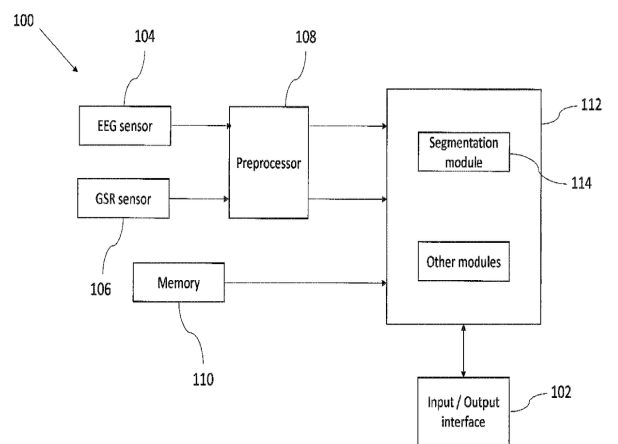 100
104
108
EEG sensor
112
Segmentation
module
Preprocessor
114
GSR sensor
Other modules
106
Memory
110
Input / Output
interface
102